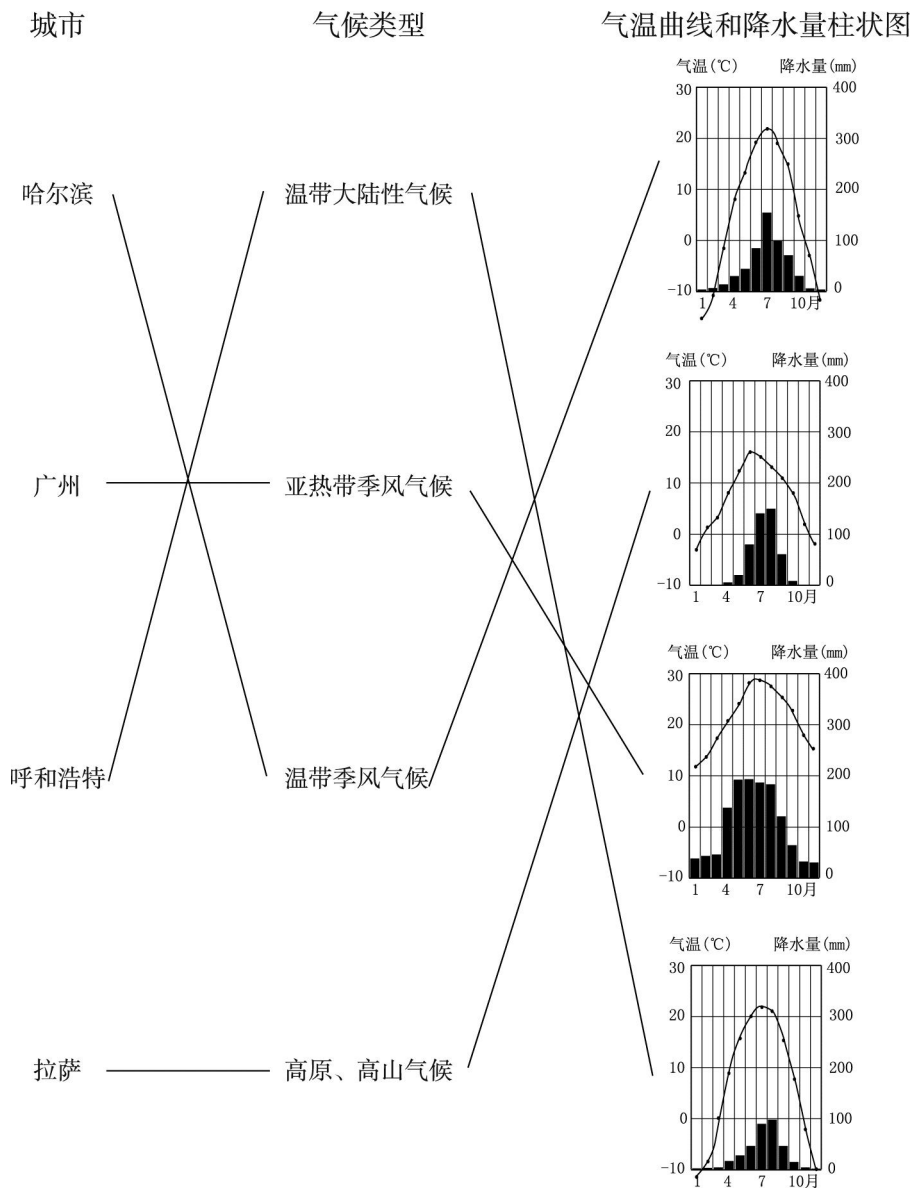 城市 气候类型 气温曲线和降水量柱状图
气温(℃) 降水量(mm)
30 400
20 300
10 200
0 100
-10 0
1 4 7 10月
哈尔滨 温带大陆性气候
气温(℃) 降水量(mm)
30 400
20 300
10 200
0 100
-10 0
1 4 7 10月
广州 亚热带季风气候
气温(℃) 降水量(mm)
30 400
20 300
10 200
0 100
-10 0
1 4 7 10月
呼和浩特 温带季风气候
气温(℃) 降水量(mm)
30 400
20 300
10 200
0 100
-10 0
1 4 7 10月
拉萨 高原、高山气候